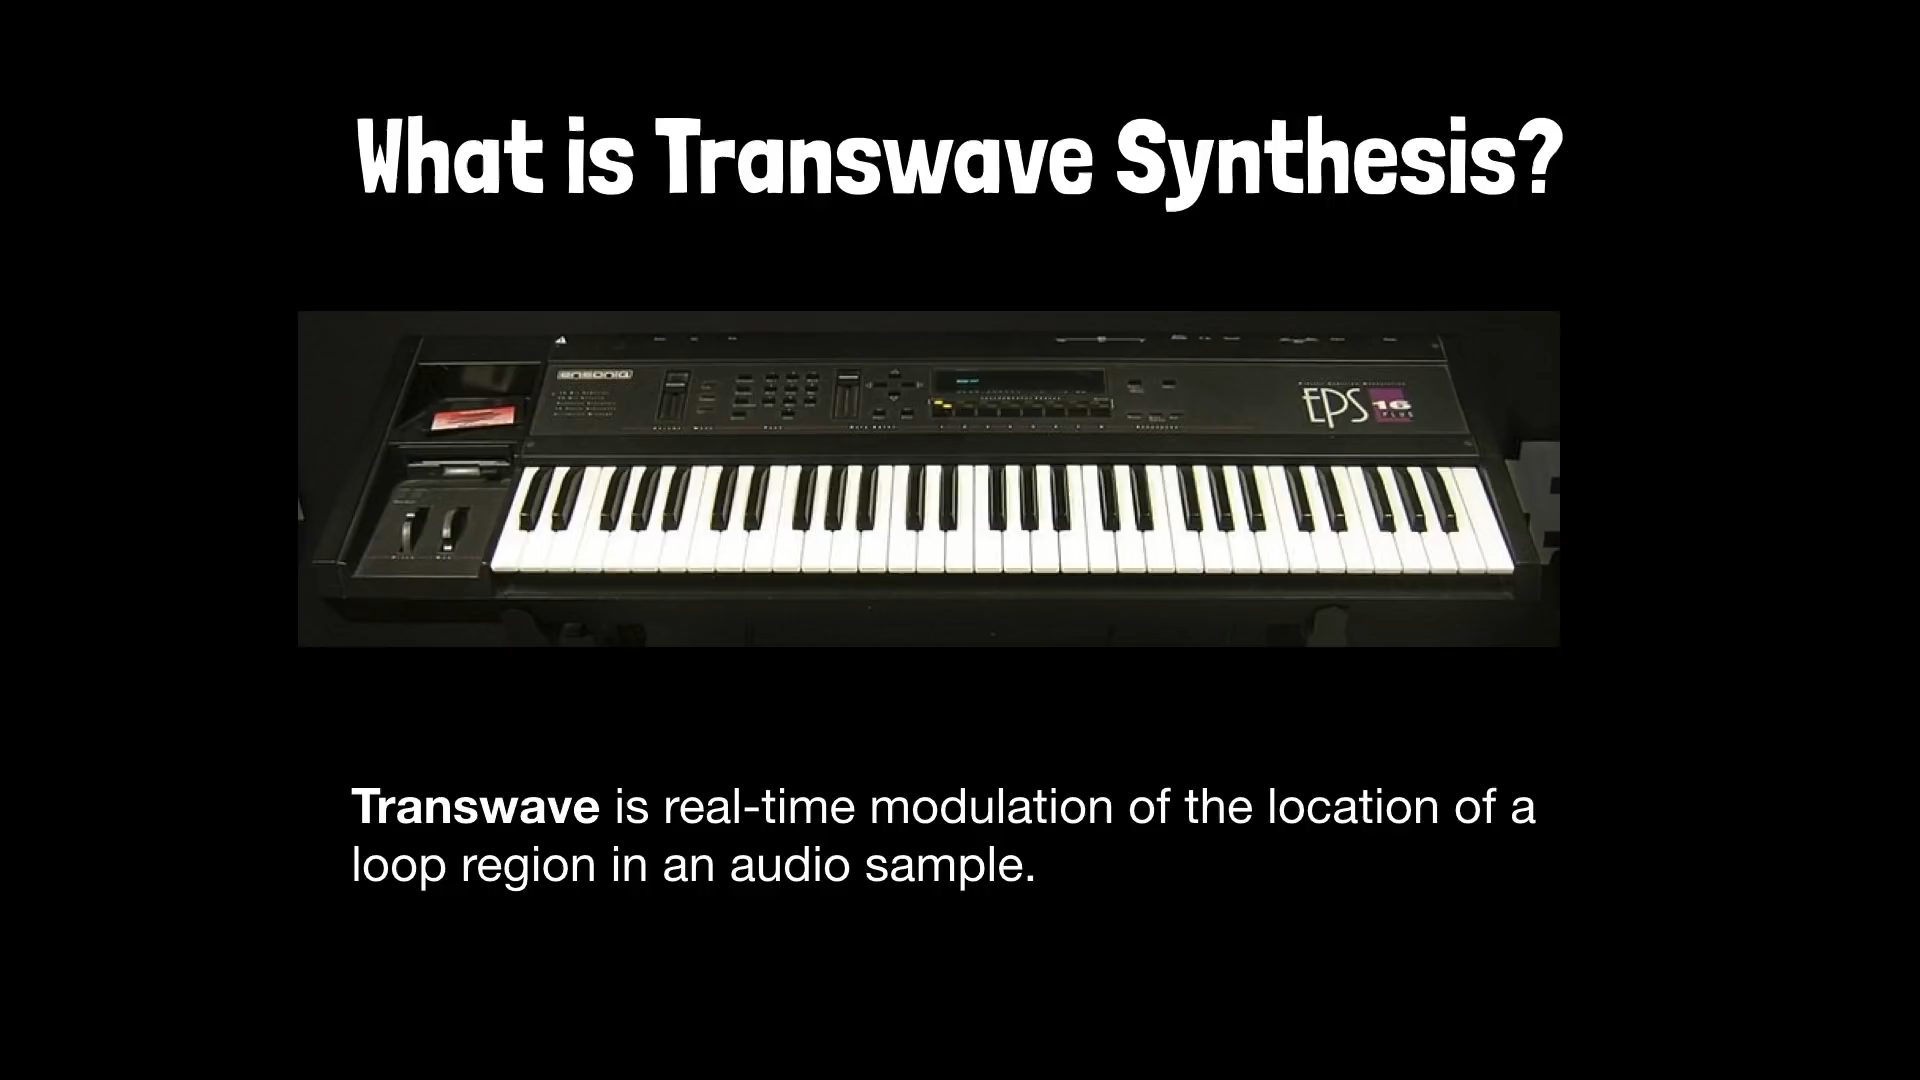 What is Transwave Synthesis?
ensoniq
EPS 16
PLUS
Transwave is real-time modulation of the location of a
loop region in an audio sample.